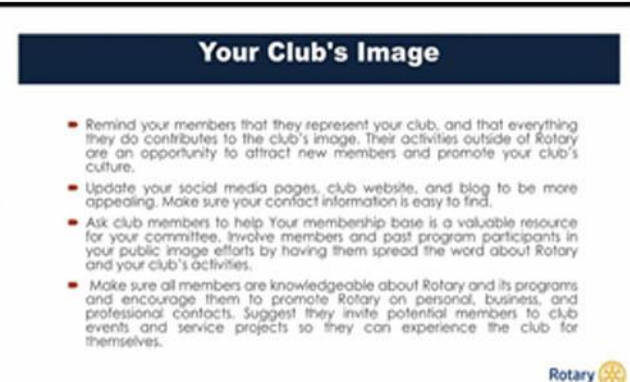 Your Club's Image
Remind your members that they represent your club, and that everything
they do contributes to the club's image. Their activities outside of Rotary
are an opportunity to attract new members and promote your club's
culture.
Update your social media pages, club website, and blog to be more
appealing. Make sure your contact information is easy to find.
Ask club members to help Your membership base is a valuable resource
for your committee. Involve members and past program participants in
your public image efforts by having them spread the word about Rotary
and your club's activities.
Make sure all members are knowledgeable about Rotary and its programs
and encourage them to promote Rotary on personal, business, and
professional contacts. Suggest they invite potential members to club
events and service projects so they can experience the club for
themselves.
Rotary